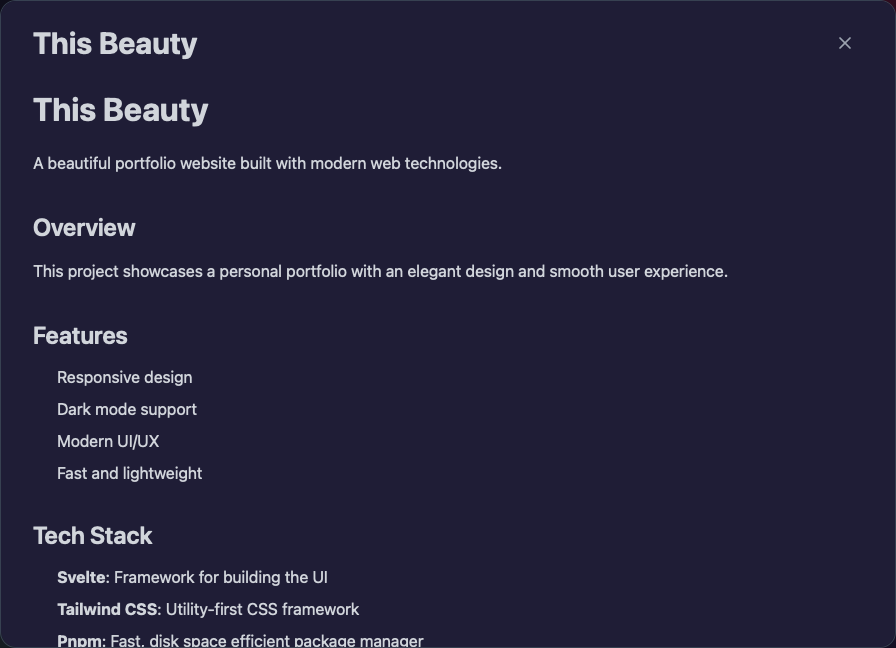 This Beauty
This Beauty
A beautiful portfolio website built with modern web technologies.
Overview
This project showcases a personal portfolio with an elegant design and smooth user experience.
Features
Responsive design
Dark mode support
Modern UI/UX
Fast and lightweight
Tech Stack
Svelte: Framework for building the UI
Tailwind CSS: Utility-first CSS framework
Pnpm: Fast, disk space efficient package manager